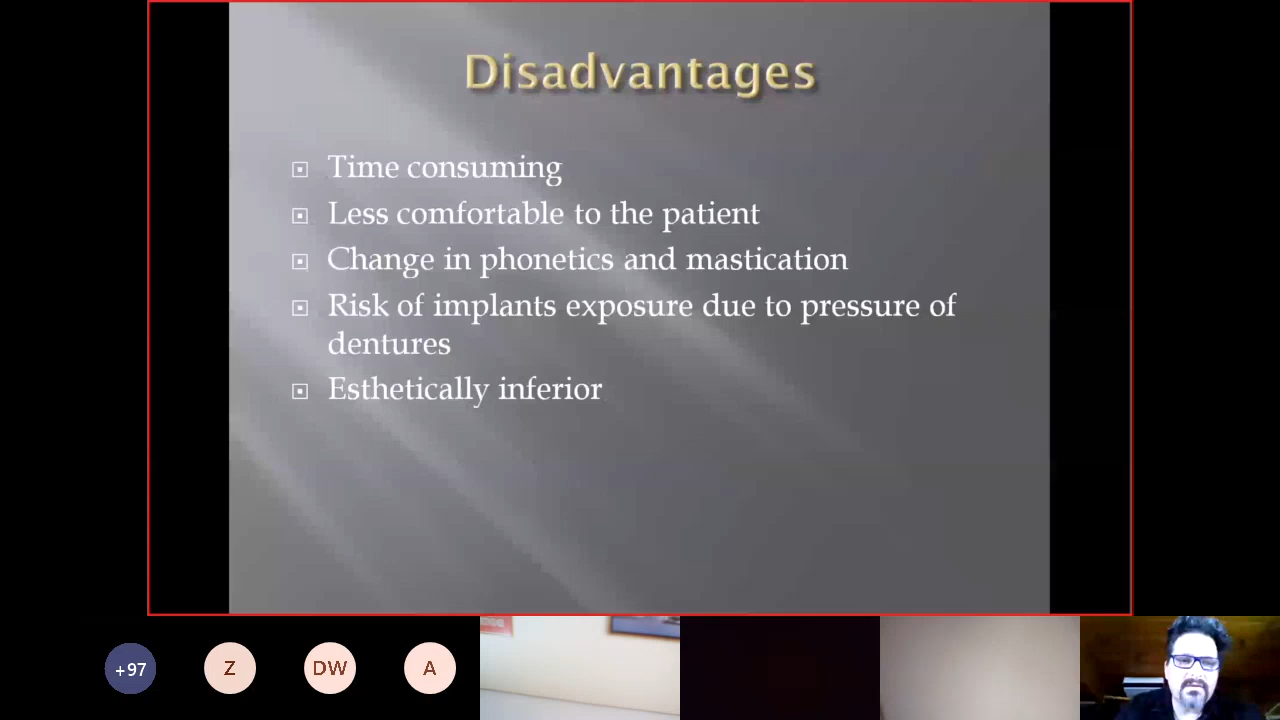 Disadvantages
Time consuming
Less comfortable to the patient
Change in phonetics and mastication
Risk of implants exposure due to pressure of
dentures
Esthetically inferior
+97
Z
DW
A